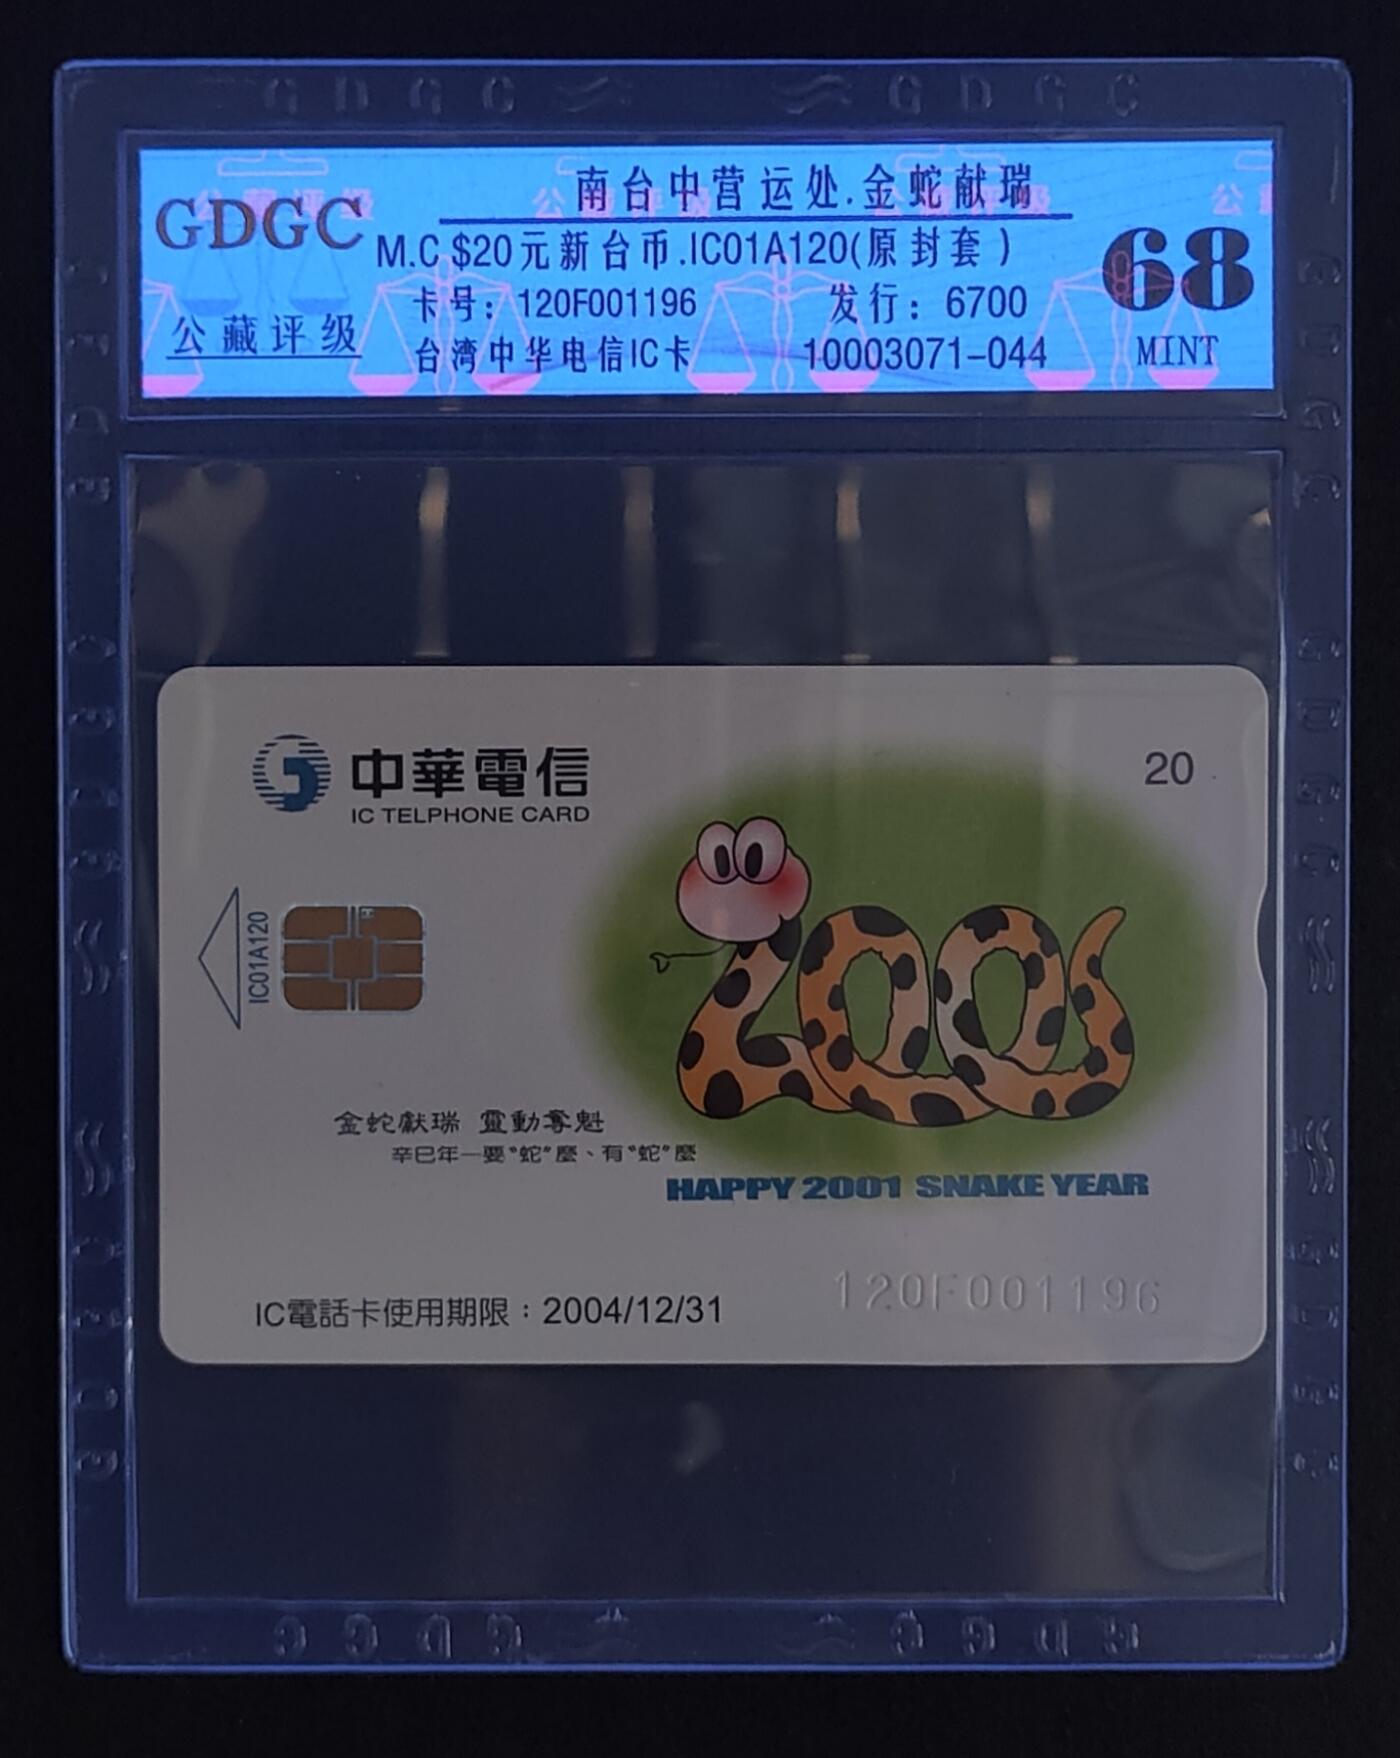 GDGC GDGC
南台中营运处.金蛇献瑞
GDGC
M.C $20元新台币.IC01A120(原封套)
68
卡号：120F001196 发行：6700
公藏评级
台湾中华电信IC卡 10003071-044
MINT
中華電信
20
IC TELPHONE CARD
IC01A120
金蛇獻瑞 靈動奪魁
辛巳年—要"蛇"麼、有"蛇"麼
HAPPY 2001 SNAKE YEAR
120F001196
IC電話卡使用期限：2004/12/31